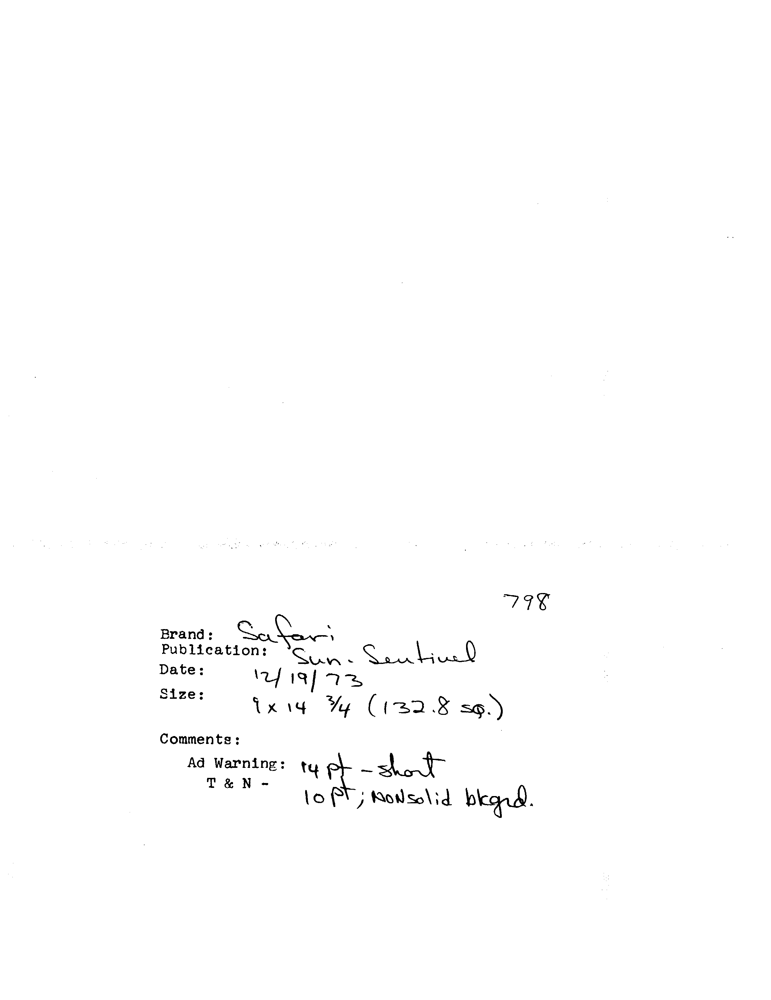 798
Brand: Safari
Publication: Sun-Sentinel
Date: 12/19/73
Size: 9 x 14 3/4 (132.8 sq.)
Comments:
Ad Warning: 14 pt - short
T & N - 10 pt; NONsolid bkgrd.